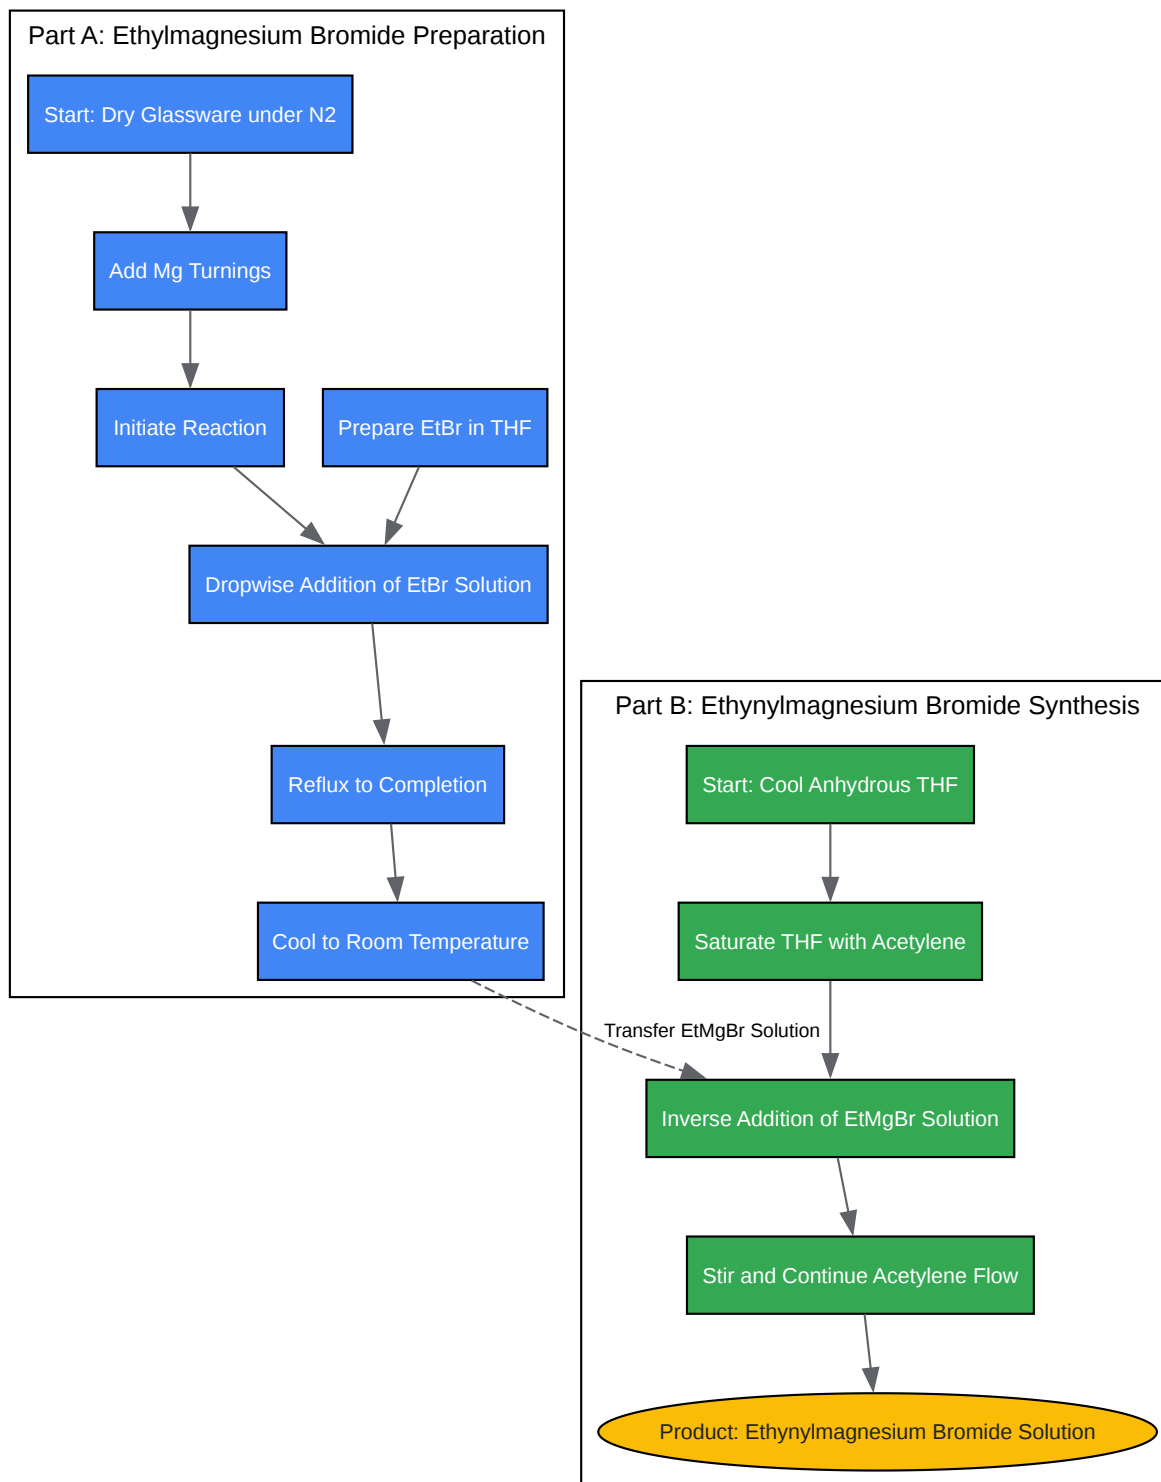 Part A: Ethylmagnesium Bromide Preparation
Start: Dry Glassware under N2
Add Mg Turnings
Initiate Reaction
Prepare EtBr in THF
Dropwise Addition of EtBr Solution
Reflux to Completion
Cool to Room Temperature
Part B: Ethynylmagnesium Bromide Synthesis
Start: Cool Anhydrous THF
Saturate THF with Acetylene
Transfer EtMgBr Solution
Inverse Addition of EtMgBr Solution
Stir and Continue Acetylene Flow
Product: Ethynylmagnesium Bromide Solution